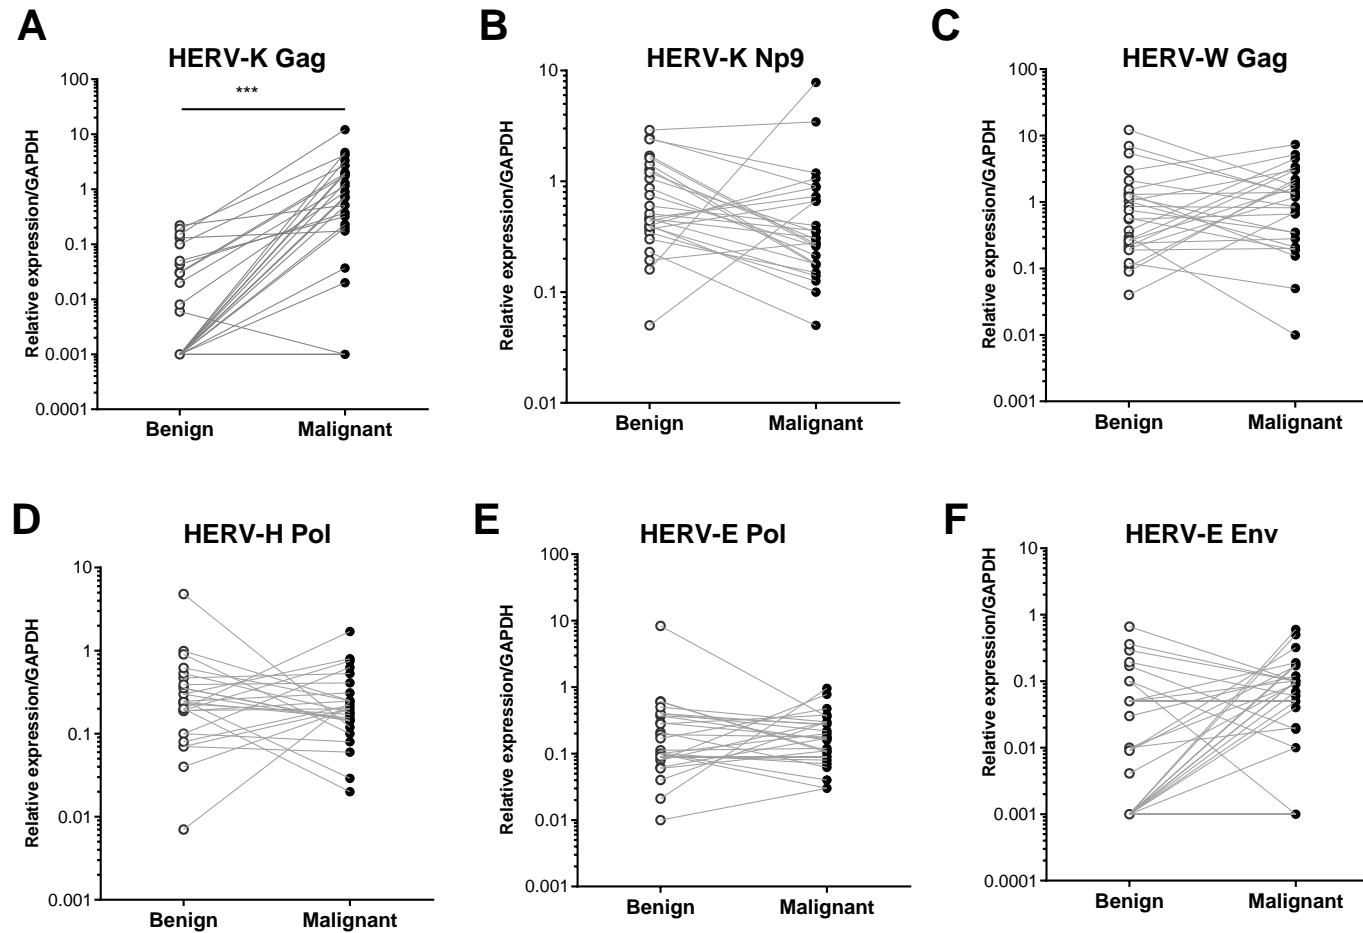 A
HERV-K Gag
***
Relative expression/GAPDH
100
10
1
0.1
0.01
0.001
0.0001
Benign
Malignant
B
HERV-K Np9
Relative expression/GAPDH
10
1
0.1
0.01
Benign
Malignant
C
HERV-W Gag
Relative expression/GAPDH
100
10
1
0.1
0.01
0.001
Benign
Malignant
D
HERV-H Pol
Relative expression/GAPDH
10
1
0.1
0.01
0.001
Benign
Malignant
E
HERV-E Pol
Relative expression/GAPDH
100
10
1
0.1
0.01
0.001
Benign
Malignant
F
HERV-E Env
Relative expression/GAPDH
10
1
0.1
0.01
0.001
0.0001
Benign
Malignant